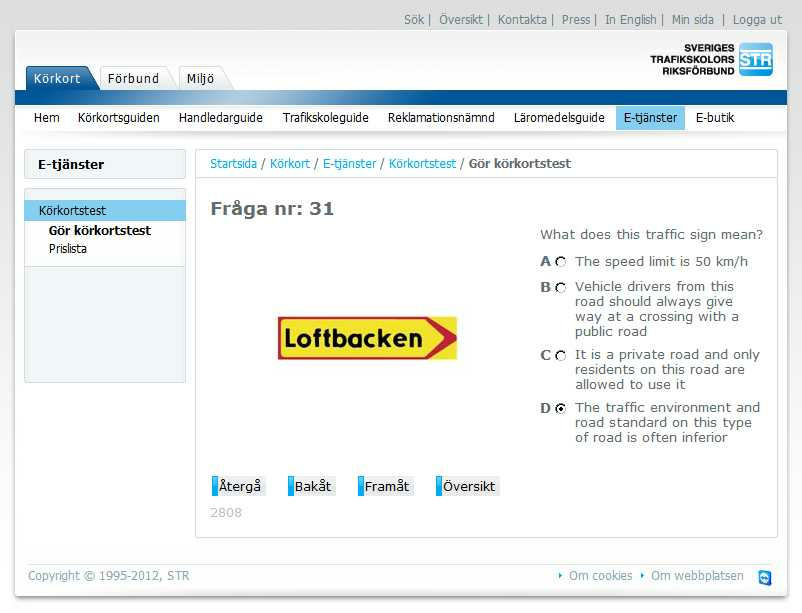 Sök | Översikt | Kontakta | Press | In English | Min sida | Logga ut
SVERIGES
TRAFIKSKOLORS
RIKSFÖRBUND
STR
Körkort Förbund Miljö
Hem Körkortsguiden Handledarguide Trafikskoleguide Reklamationsnämnd Läromedelsguide E-tjänster E-butik
E-tjänster
Körkortstest
Gör körkortstest
Prislista
Startsida / Körkort / E-tjänster / Körkortstest / Gör körkortstest
Fråga nr: 31
Loftbacken
What does this traffic sign mean?
A The speed limit is 50 km/h
B Vehicle drivers from this
road should always give
way at a crossing with a
public road
C It is a private road and only
residents on this road are
allowed to use it
D The traffic environment and
road standard on this type
of road is often inferior
Återgå Bakåt Framåt Översikt
2808
Copyright © 1995-2012, STR
Om cookies Om webbplatsen